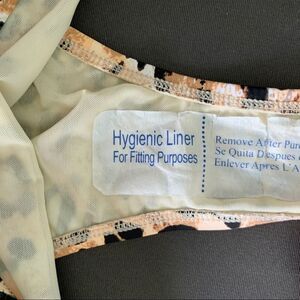 Hygienic Liner
For Fitting Purposes
Remove After
Se Quita Despues
Enlever Apres